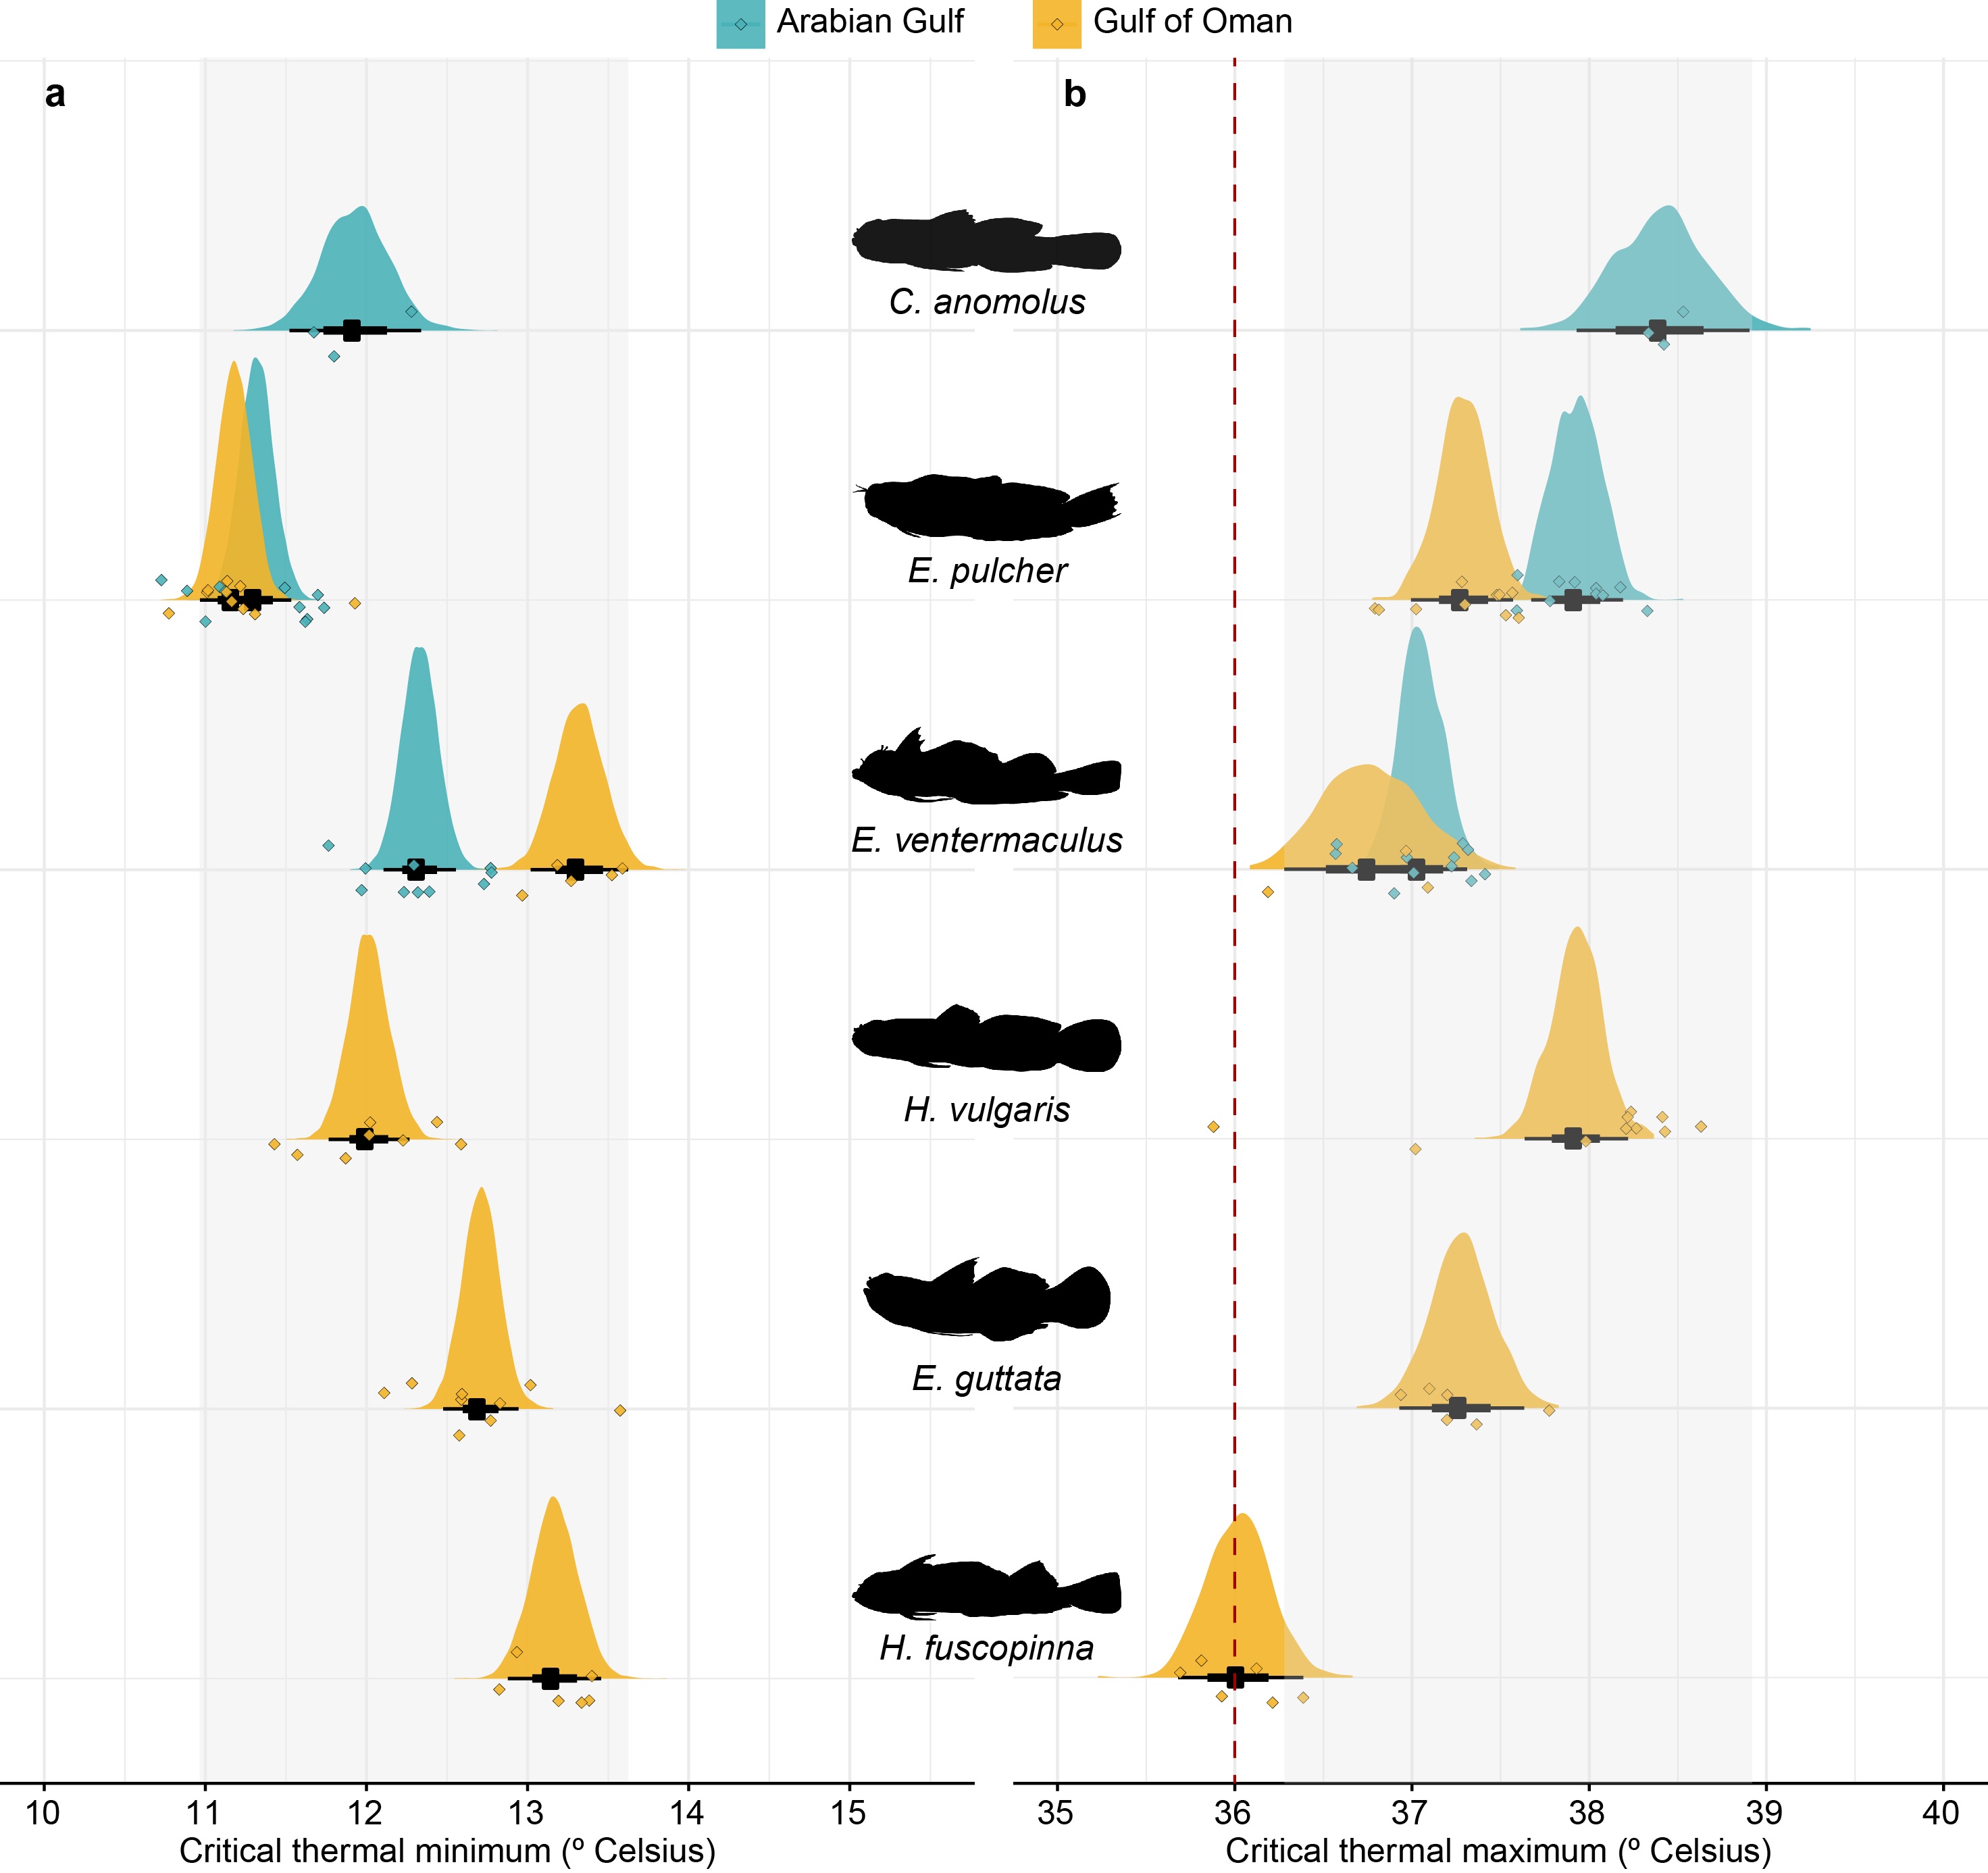 Arabian Gulf Gulf of Oman
a b
C. anomolus
E. pulcher
E. ventermaculus
H. vulgaris
E. guttata
H. fuscopinna
10 11 12 13 14 15 35 36 37 38 39 40
Critical thermal minimum (º Celsius) Critical thermal maximum (º Celsius)